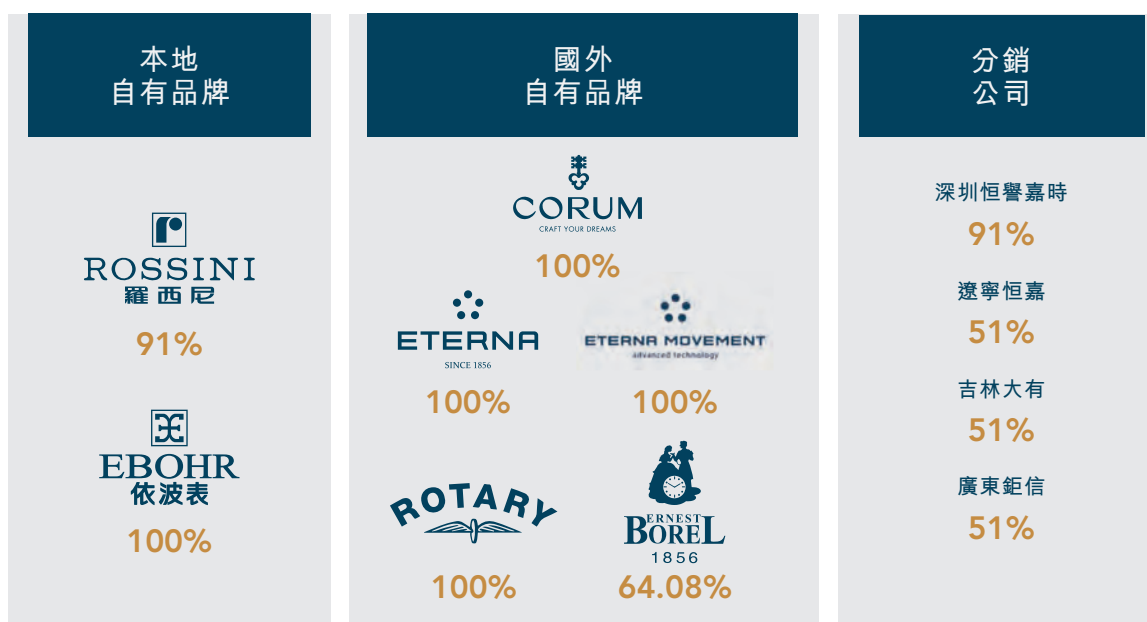 本地
自有品牌
ROSSINI
羅西尼
91%
EBOHR
依波表
100%
國外
自有品牌
CORUM
CRAFT YOUR DREAMS
100%
ETERNA
SINCE 1856
100%
ETERNA MOVEMENT
advanced technology
100%
ROTARY
100%
ERNEST
BOREL
1856
64.08%
分銷
公司
深圳恒譽嘉時
91%
遼寧恒嘉
51%
吉林大有
51%
廣東鉅信
51%